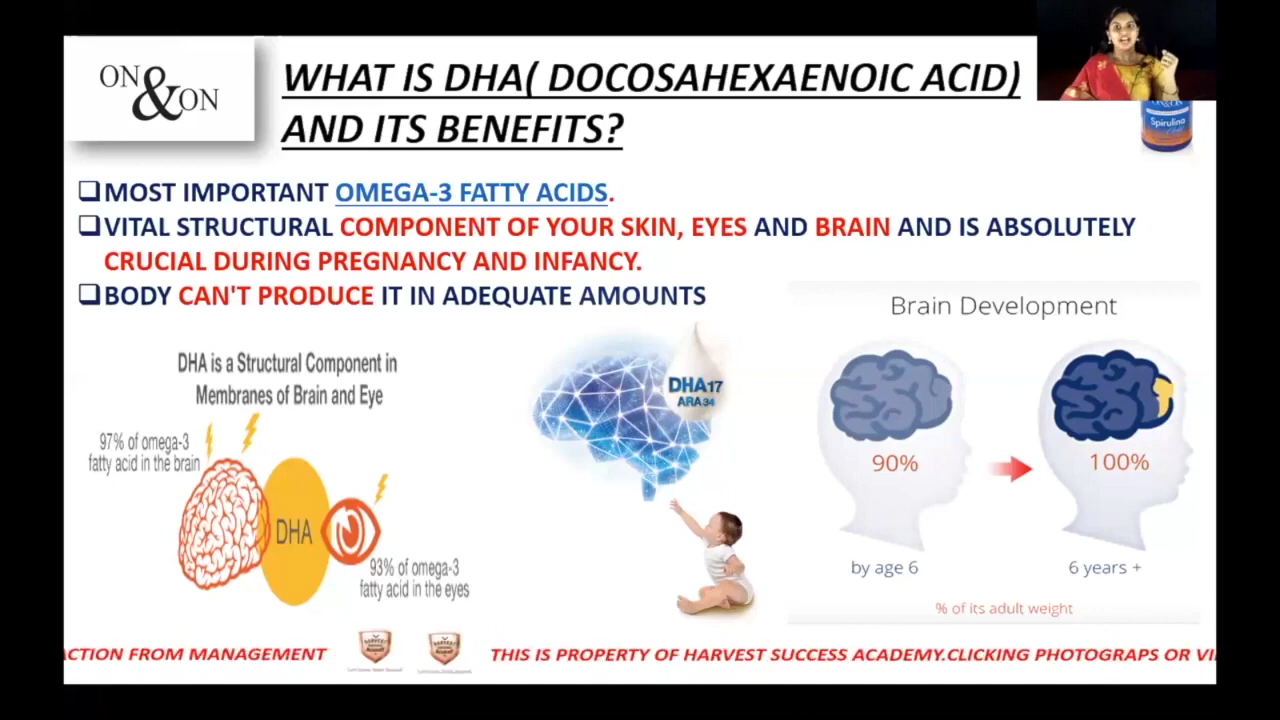 ON & ON
WHAT IS DHA( DOCOSAHEXAENOIC ACID)
AND ITS BENEFITS?
Spirulina
❑MOST IMPORTANT OMEGA-3 FATTY ACIDS.
❑VITAL STRUCTURAL COMPONENT OF YOUR SKIN, EYES AND BRAIN AND IS ABSOLUTELY
CRUCIAL DURING PREGNANCY AND INFANCY.
❑BODY CAN'T PRODUCE IT IN ADEQUATE AMOUNTS
DHA is a Structural Component in
Membranes of Brain and Eye
97% of omega-3
fatty acid in the brain
DHA
93% of omega-3
fatty acid in the eyes
DHA17
ARA34
Brain Development
90%
100%
by age 6
6 years +
% of its adult weight
ACTION FROM MANAGEMENT
THIS IS PROPERTY OF HARVEST SUCCESS ACADEMY.CLICKING PHOTOGRAPS OR VI